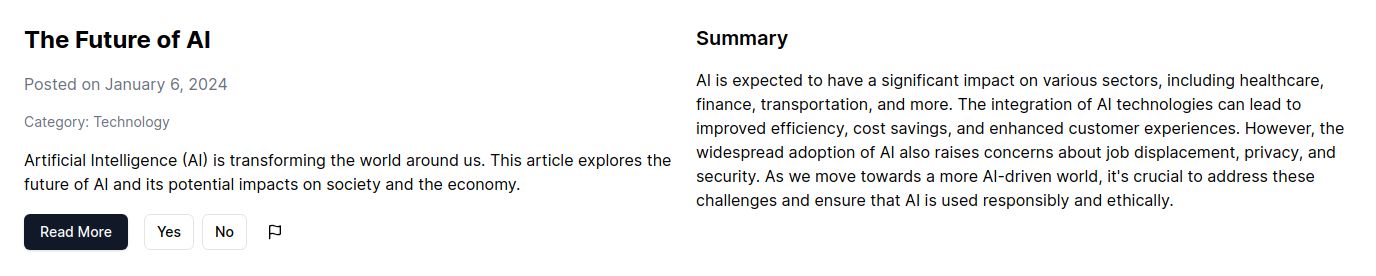 The Future of AI
Posted on January 6, 2024
Category: Technology
Artificial Intelligence (AI) is transforming the world around us. This article explores the
future of AI and its potential impacts on society and the economy.
Read More
Yes
No
Summary
AI is expected to have a significant impact on various sectors, including healthcare,
finance, transportation, and more. The integration of AI technologies can lead to
improved efficiency, cost savings, and enhanced customer experiences. However, the
widespread adoption of AI also raises concerns about job displacement, privacy, and
security. As we move towards a more AI-driven world, it's crucial to address these
challenges and ensure that AI is used responsibly and ethically.